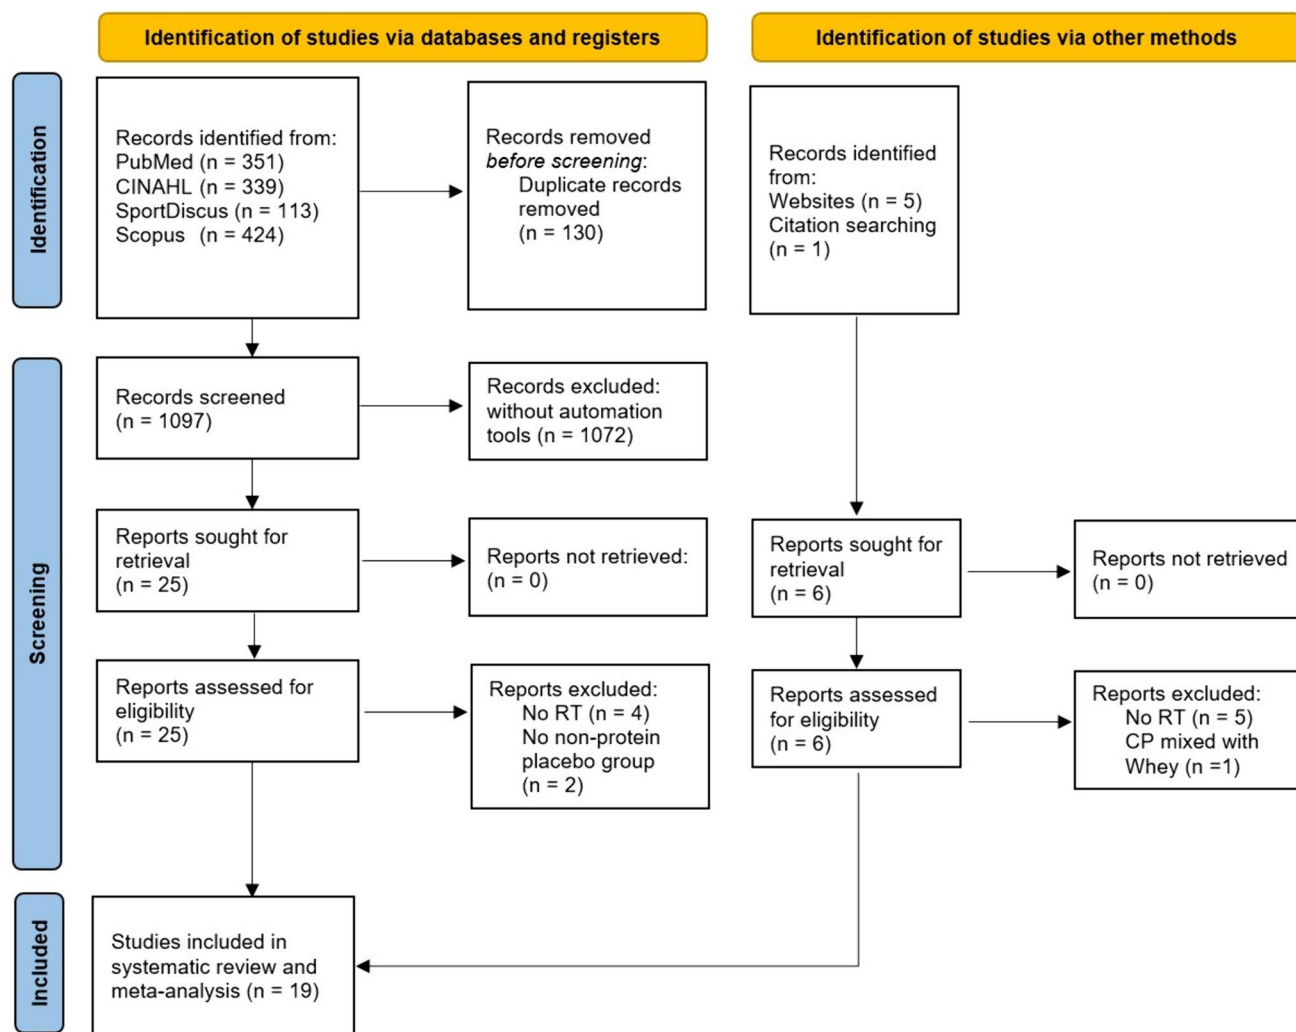 Identification of studies via databases and registers
Identification of studies via other methods
Identification
Records identified from:
PubMed (n = 351)
CINAHL (n = 339)
SportDiscus (n = 113)
Scopus (n = 424)
Records removed
before screening:
Duplicate records
removed
(n = 130)
Records identified
from:
Websites (n = 5)
Citation searching
(n = 1)
Screening
Records screened
(n = 1097)
Records excluded:
without automation
tools (n = 1072)
Reports sought for
retrieval
(n = 25)
Reports not retrieved:
(n = 0)
Reports sought for
retrieval
(n = 6)
Reports not retrieved
(n = 0)
Reports assessed for
eligibility
(n = 25)
Reports excluded:
No RT (n = 4)
No non-protein
placebo group
(n = 2)
Reports assessed
for eligibility
(n = 6)
Reports excluded:
No RT (n = 5)
CP mixed with
Whey (n =1)
Included
Studies included in
systematic review and
meta-analysis (n = 19)